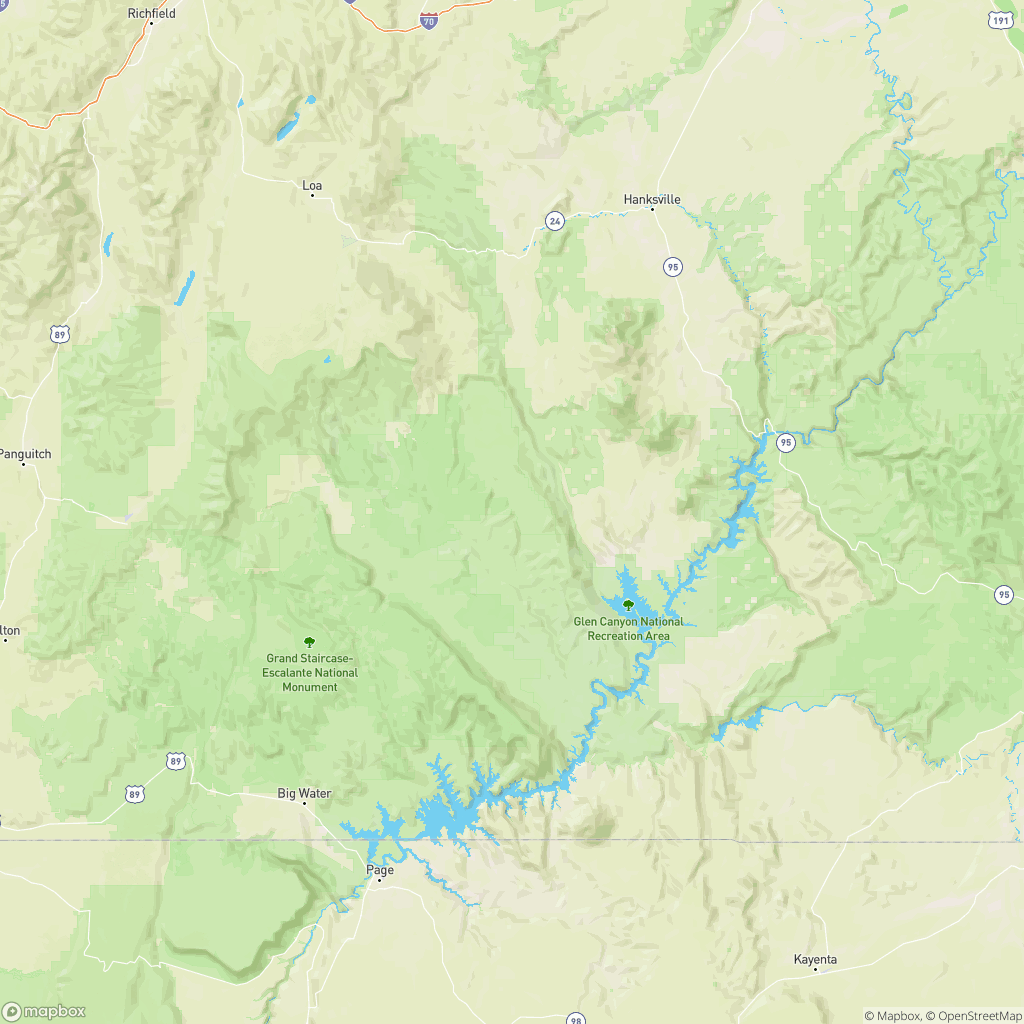 Richfield
70
191
Loa
Hanksville
24
95
89
Panguitch
95
95
Glen Canyon National
Recreation Area
lton
Grand Staircase-
Escalante National
Monument
89
89
Big Water
Page
Kayenta
98
mapbox
© Mapbox, © OpenStreetMap